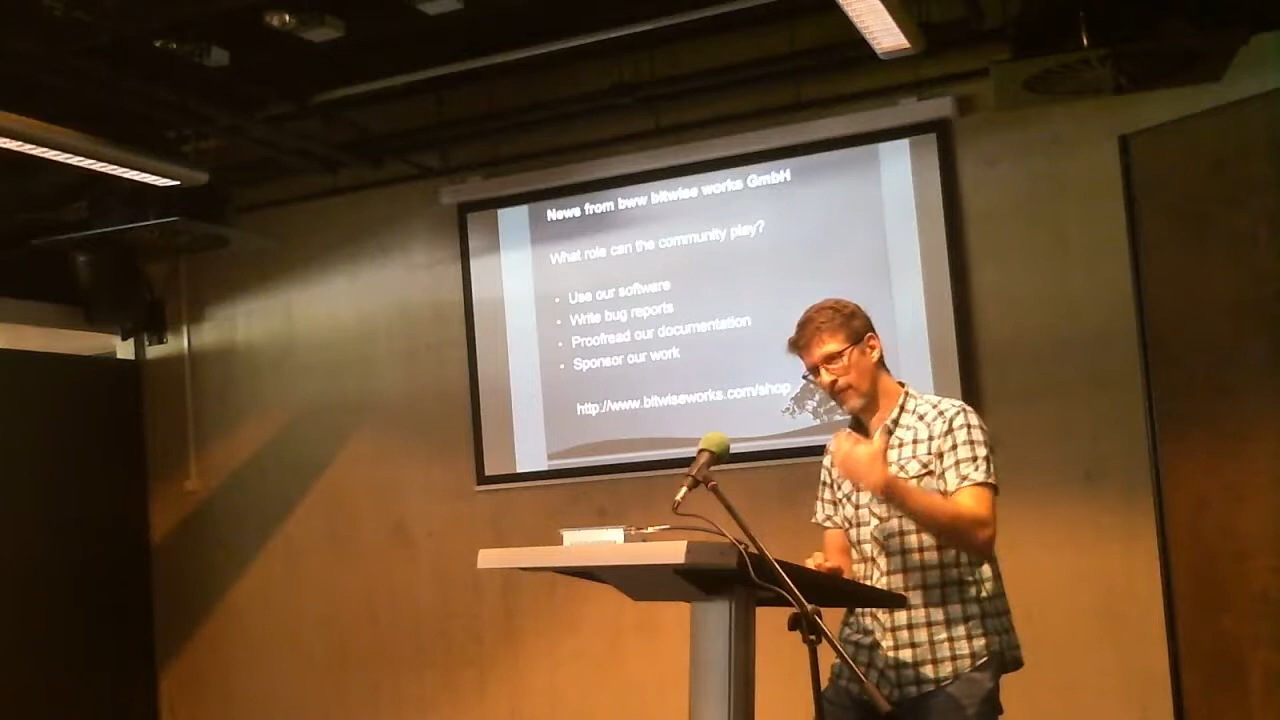 News from bww bitwise works GmbH
What role can the community play?
• Use our software
• Write bug reports
• Proofread our documentation
• Sponsor our work
http://www.bitwiseworks.com/shop